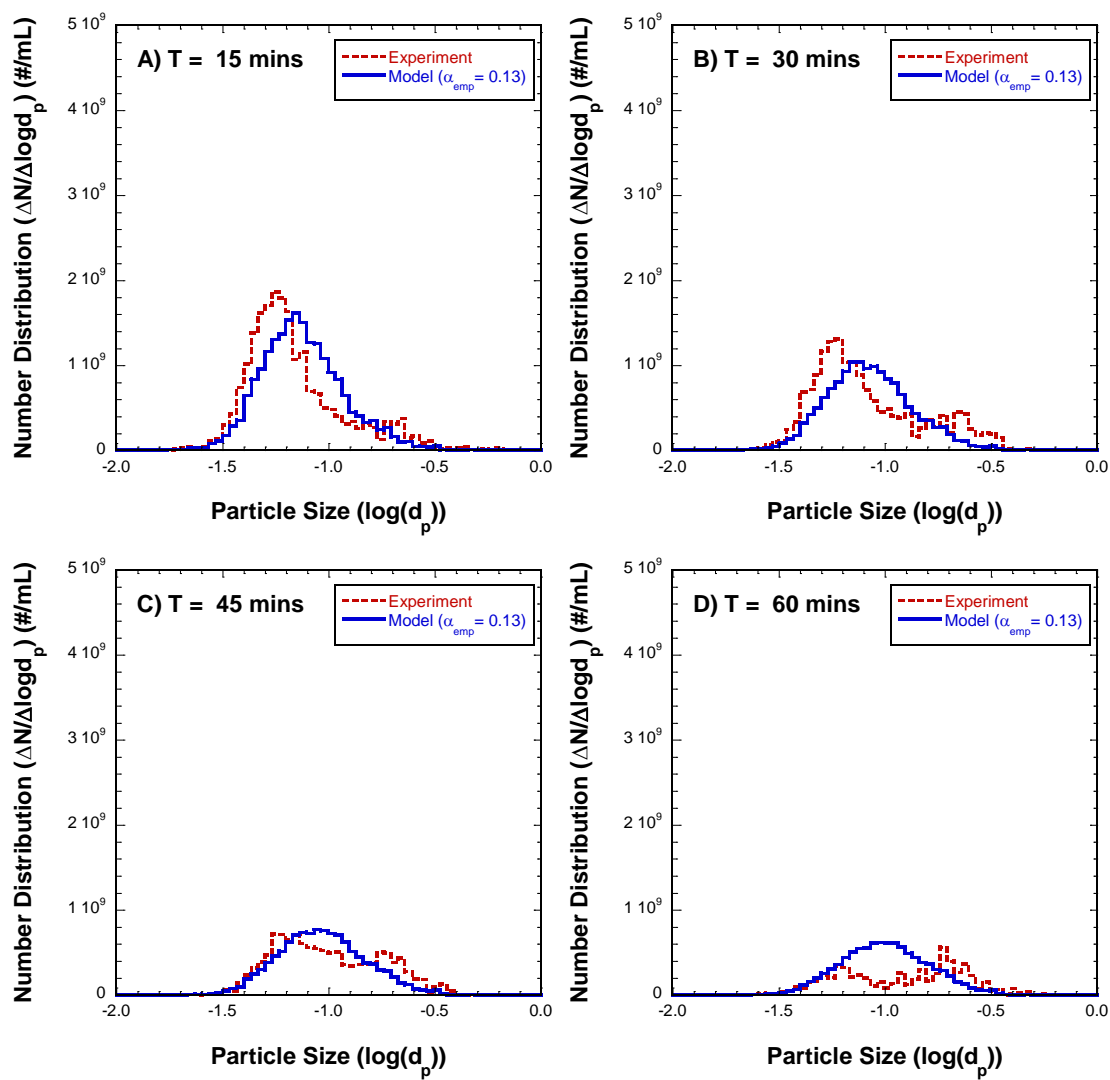 A) T = 15 mins
Experiment
Model (α_emp = 0.13)
5 10^9
4 10^9
3 10^9
2 10^9
1 10^9
0
-2.0 -1.5 -1.0 -0.5 0.0
Number Distribution (ΔN/Δlogd_p) (#/mL)
Particle Size (log(d_p))
B) T = 30 mins
Experiment
Model (α_emp = 0.13)
5 10^9
4 10^9
3 10^9
2 10^9
1 10^9
0
-2.0 -1.5 -1.0 -0.5 0.0
Number Distribution (ΔN/Δlogd_p) (#/mL)
Particle Size (log(d_p))
C) T = 45 mins
Experiment
Model (α_emp = 0.13)
5 10^9
4 10^9
3 10^9
2 10^9
1 10^9
0
-2.0 -1.5 -1.0 -0.5 0.0
Number Distribution (ΔN/Δlogd_p) (#/mL)
Particle Size (log(d_p))
D) T = 60 mins
Experiment
Model (α_emp = 0.13)
5 10^9
4 10^9
3 10^9
2 10^9
1 10^9
0
-2.0 -1.5 -1.0 -0.5 0.0
Number Distribution (ΔN/Δlogd_p) (#/mL)
Particle Size (log(d_p))